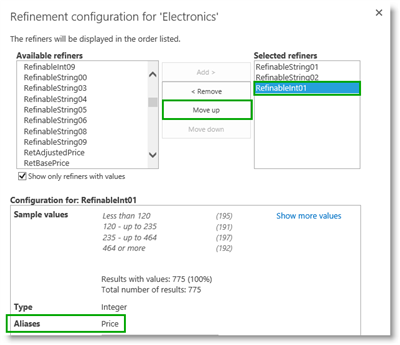 Refinement configuration for 'Electronics'
The refiners will be displayed in the order listed.
Available refiners
RefinableInt09
RefinableString00
RefinableString03
RefinableString04
RefinableString05
RefinableString06
RefinableString08
RefinableString09
RetAdjustedPrice
RetBasePrice
Add >
< Remove
Move up
Move down
Selected refiners
RefinableString01
RefinableString02
RefinableInt01
Show only refiners with values
Configuration for: RefinableInt01
Sample values
Less than 120 (195)
120 - up to 235 (191)
235 - up to 464 (197)
464 or more (192)
Show more values
Results with values: 775 (100%)
Total number of results: 775
Type Integer
Aliases Price